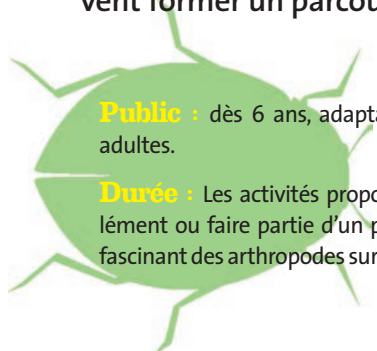 vent former un parcou
Public : dès 6 ans, adapta
adultes.
Durée : Les activités propo
lément ou faire partie d'un p
fascinant des arthropodes sur